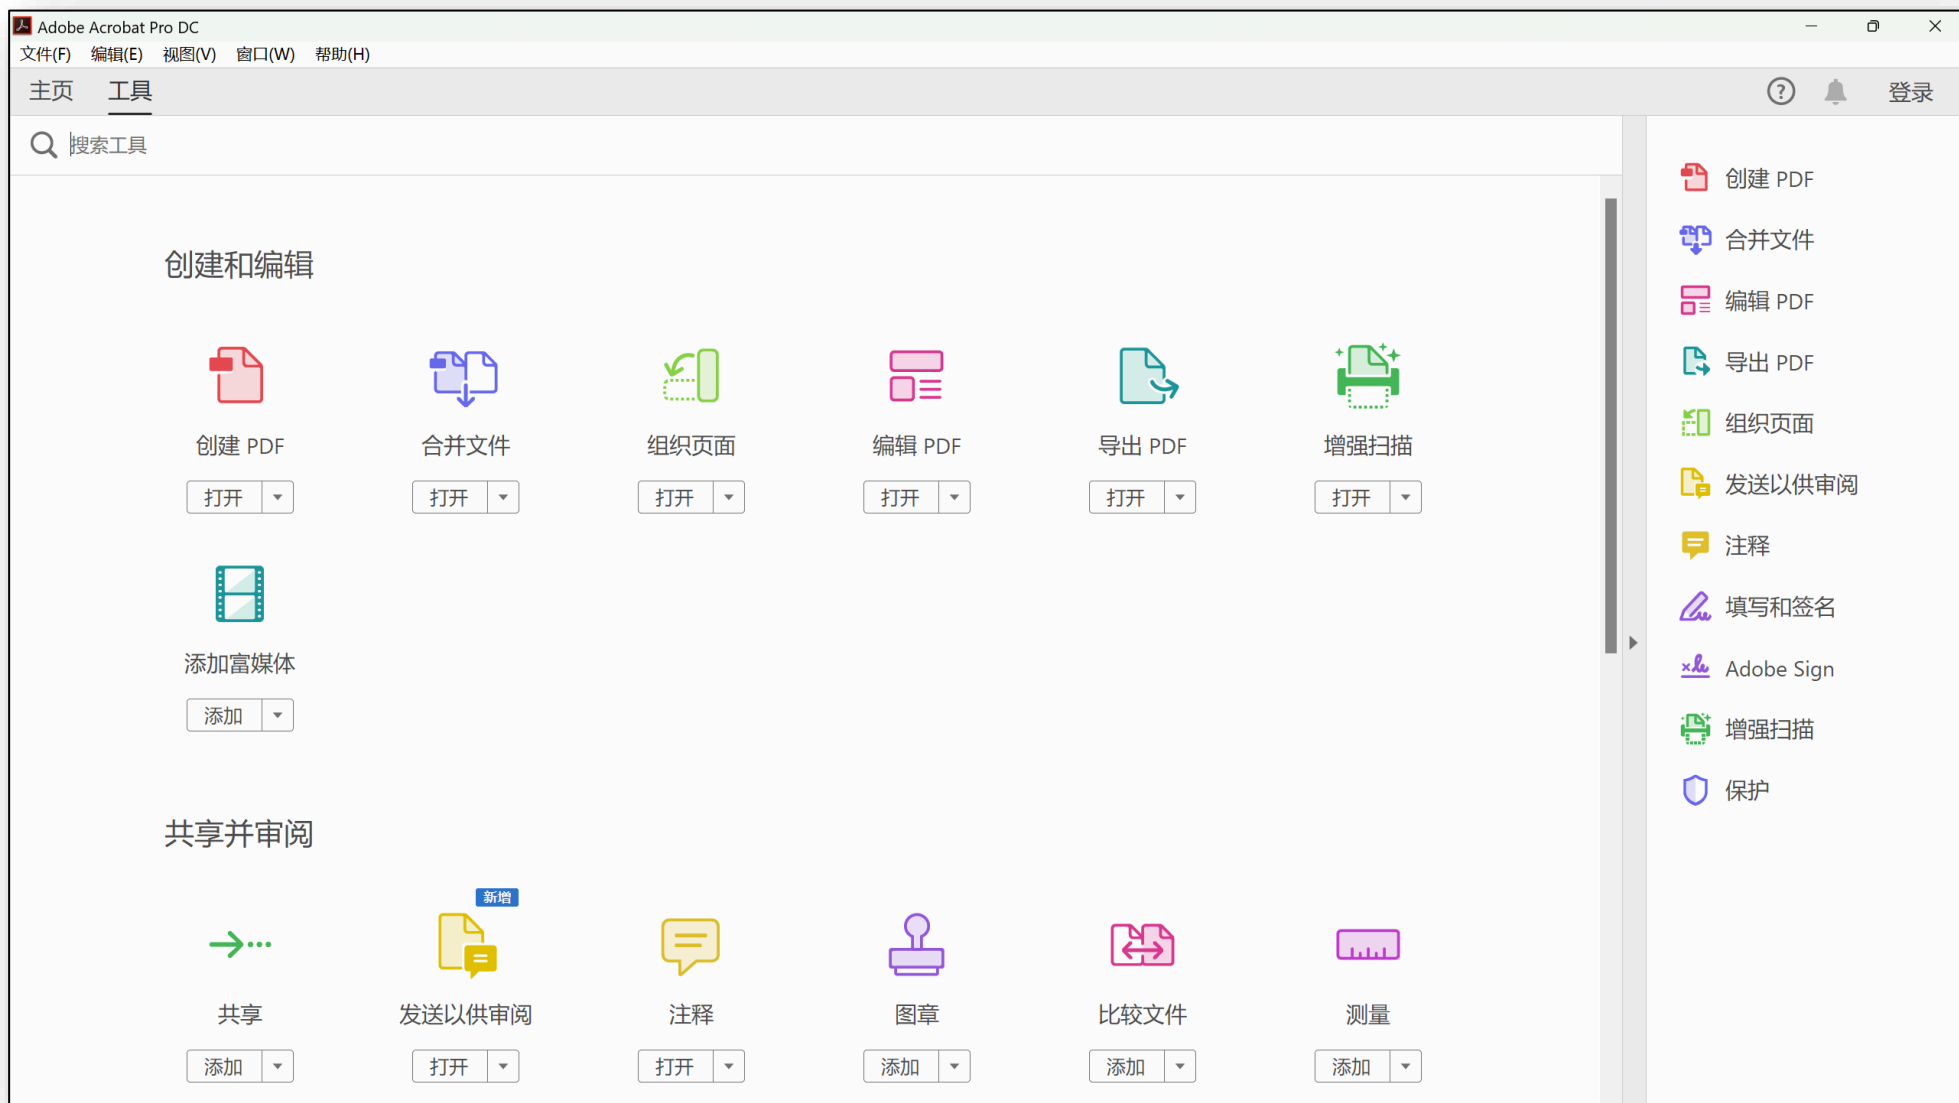 Adobe Acrobat Pro DC
文件(F) 编辑(E) 视图(V) 窗口(W) 帮助(H)
主页 工具 登录
搜索工具
创建和编辑
创建 PDF 合并文件 组织页面 编辑 PDF 导出 PDF 增强扫描
打开 打开 打开 打开 打开 打开
添加富媒体
添加
共享并审阅
新增
共享 发送以供审阅 注释 图章 比较文件 测量
添加 打开 打开 添加 添加 添加
创建 PDF
合并文件
编辑 PDF
导出 PDF
组织页面
发送以供审阅
注释
填写和签名
Adobe Sign
增强扫描
保护